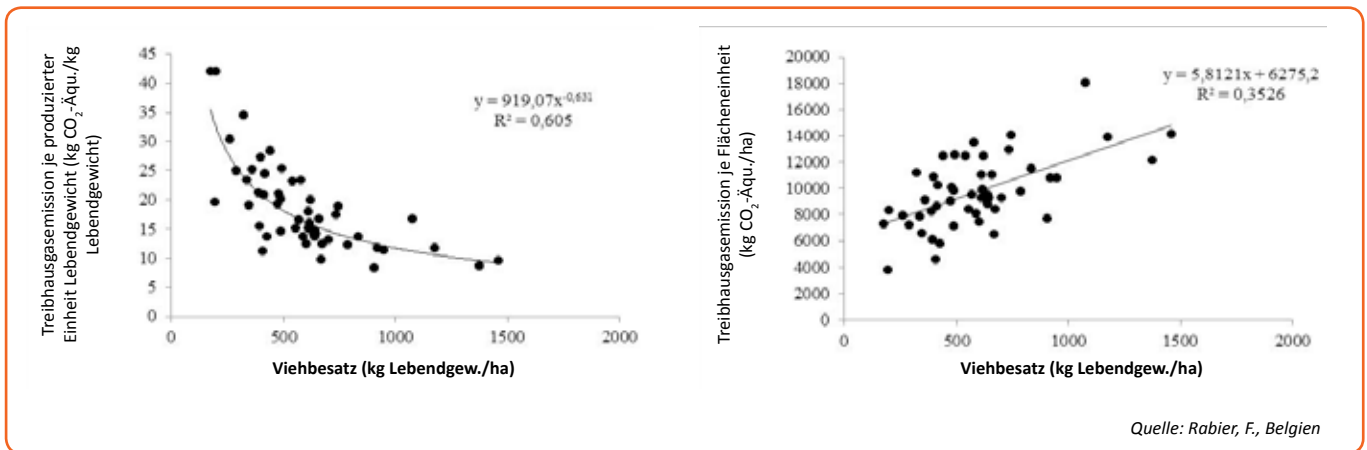 Treibhausgasemission je produzierter
Einheit Lebendgewicht (kg CO₂-Äqu./kg
Lebendgewicht)
45
40
35
30
25
20
15
10
5
0
0 500 1000 1500 2000
y = 919,07x⁻⁰,⁶³¹
R² = 0,605
Viehbesatz (kg Lebendgew./ha)
Treibhausgasemission je Flächeneinheit
(kg CO₂-Äqu./ha)
20000
18000
16000
14000
12000
10000
8000
6000
4000
2000
0
0 500 1000 1500 2000
y = 5,8121x + 6275,2
R² = 0,3526
Viehbesatz (kg Lebendgew./ha)
Quelle: Rabier, F., Belgien